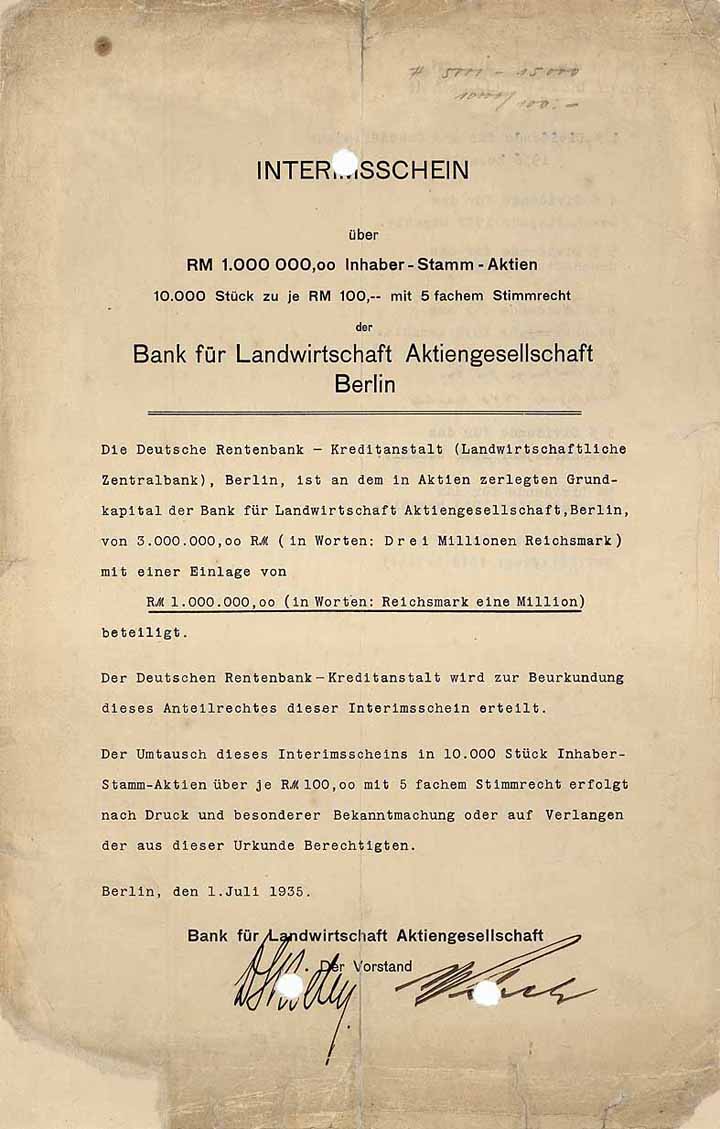 INTERIMSSCHEIN
über
RM 1.000 000,oo Inhaber-Stamm-Aktien
10.000 Stück zu je RM 100,-- mit 5 fachem Stimmrecht
der
Bank für Landwirtschaft Aktiengesellschaft
Berlin
Die Deutsche Rentenbank – Kreditanstalt (Landwirtschaftliche
Zentralbank), Berlin, ist an dem in Aktien zerlegten Grund-
kapital der Bank für Landwirtschaft Aktiengesellschaft,Berlin,
von 3.000.000,oo RM (in Worten: Drei Millionen Reichsmark)
mit einer Einlage von
RM 1.000.000,oo (in Worten: Reichsmark eine Million)
beteiligt.
Der Deutschen Rentenbank–Kreditanstalt wird zur Beurkundung
dieses Anteilrechtes dieser Interimsschein erteilt.
Der Umtausch dieses Interimsscheins in 10.000 Stück Inhaber-
Stamm-Aktien über je RM 100,oo mit 5 fachem Stimmrecht erfolgt
nach Druck und besonderer Bekanntmachung oder auf Verlangen
der aus dieser Urkunde Berechtigten.
Berlin, den 1.Juli 1935.
Bank für Landwirtschaft Aktiengesellschaft
Der Vorstand